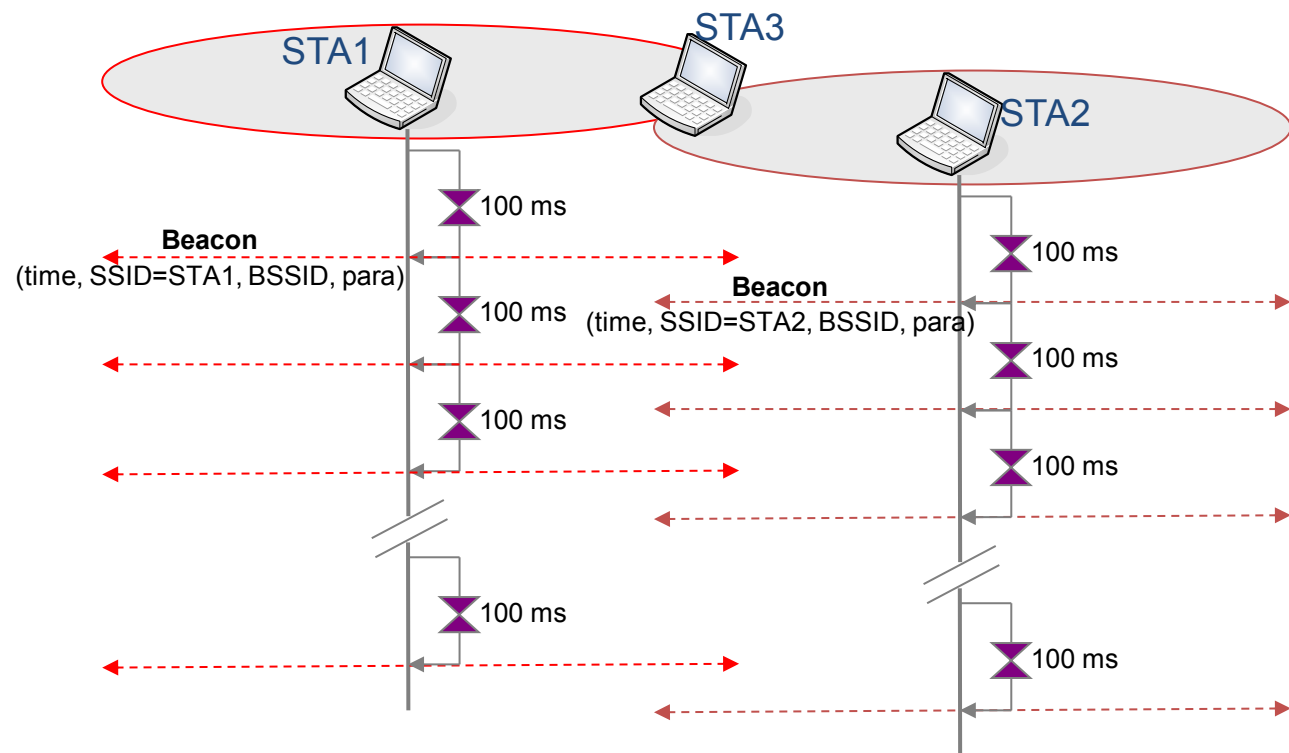 STA1
STA3
STA2
100 ms
Beacon
(time, SSID=STA1, BSSID, para)
100 ms
100 ms
100 ms
100 ms
Beacon
(time, SSID=STA2, BSSID, para)
100 ms
100 ms
100 ms